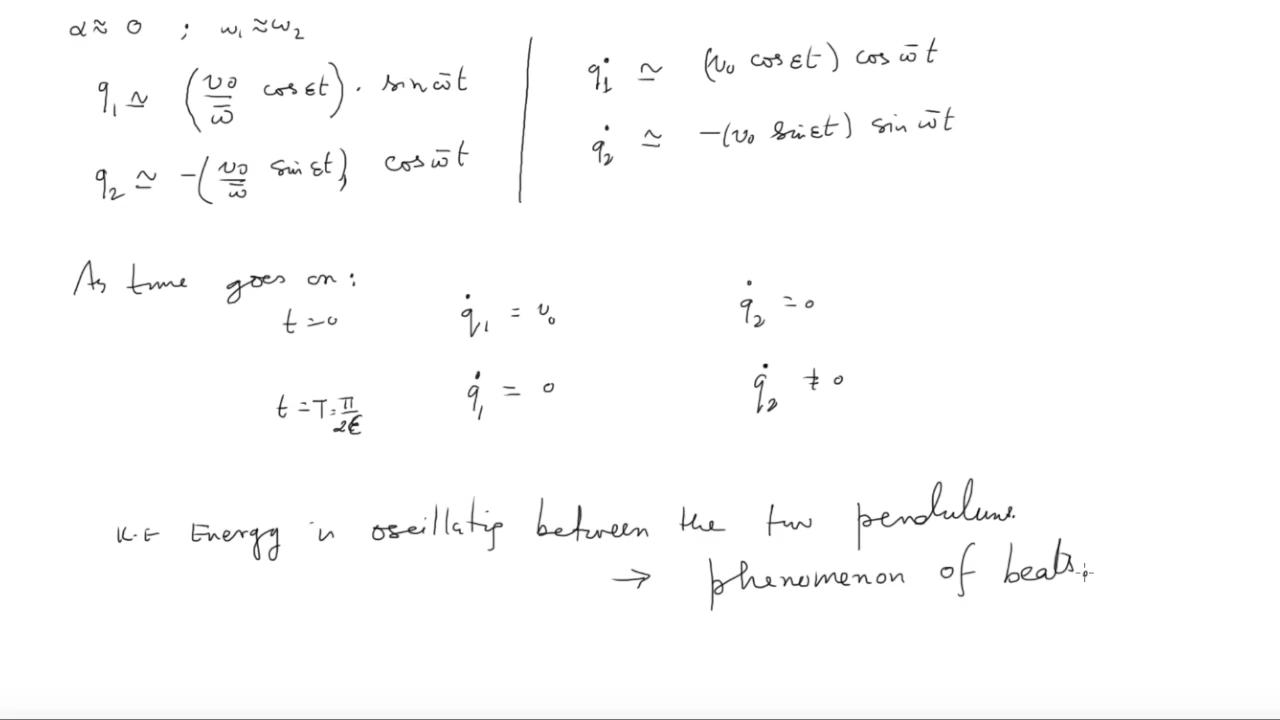 α ≈ 0 ; ω₁ ≈ ω₂
q₁ ≃ (v₀/ω̄ cos εt) · sin ω̄t
q₂ ≃ -(v₀/ω̄ sin εt) cos ω̄t
q̇₁ ≃ (v₀ cos εt) cos ω̄t
q̇₂ ≃ -(v₀ sin εt) sin ω̄t
As time goes on:
t = 0 q̇₁ = v₀ q̇₂ = 0
t = T = π/2ε q̇₁ = 0 q̇₂ ≠ 0
K.E Energy is oscillatig between the two pendulums.
→ phenomenon of beats.